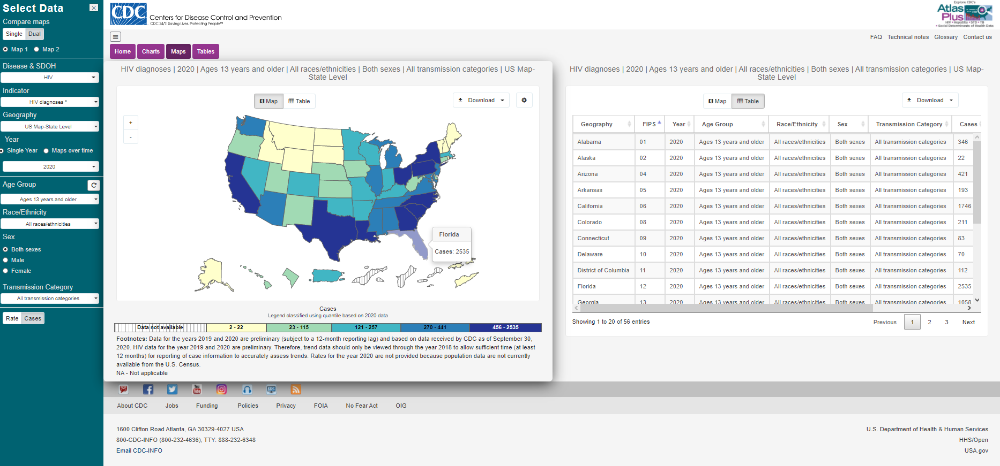 Select Data
Compare maps
Single Dual
Map 1 Map 2
Disease & SDOH
HIV
Indicator
HIV diagnoses *
Geography
US Map-State Level
Year
Single Year Maps over time
2020
Age Group
Ages 13 years and older
Race/Ethnicity
All races/ethnicities
Sex
Both sexes
Male
Female
Transmission Category
All transmission categories
Rate Cases
CDC
Centers for Disease Control and Prevention
CDC 24/7: Saving Lives, Protecting People™
Explore CDC's
Atlas
Plus
HIV • Hepatitis • STD • TB
• Social Determinants of Health Data
FAQ Technical notes Glossary Contact us
Home Charts Maps Tables
HIV diagnoses | 2020 | Ages 13 years and older | All races/ethnicities | Both sexes | All transmission categories | US Map-
State Level
Map Table
Download
+
-
Florida
Cases: 2535
Cases
Legend classified using quantile based on 2020 data
Data not available 2 - 22 23 - 115 121 - 257 270 - 441 456 - 2535
Footnotes: Data for the years 2019 and 2020 are preliminary (subject to a 12-month reporting lag) and based on data received by CDC as of September 30,
2020. HIV data for the year 2019 and 2020 are preliminary. Therefore, trend data should only be viewed through the year 2018 to allow sufficient time (at least
12 months) for reporting of case information to accurately assess trends. Rates for the year 2020 are not provided because population data are not currently
available from the U.S. Census.
NA - Not applicable
HIV diagnoses | 2020 | Ages 13 years and older | All races/ethnicities | Both sexes | All transmission categories | US Map-
State Level
Map Table
Download
Geography FIPS Year Age Group Race/Ethnicity Sex Transmission Category Cases
Alabama 01 2020 Ages 13 years and older All races/ethnicities Both sexes All transmission categories 346
Alaska 02 2020 Ages 13 years and older All races/ethnicities Both sexes All transmission categories 22
Arizona 04 2020 Ages 13 years and older All races/ethnicities Both sexes All transmission categories 421
Arkansas 05 2020 Ages 13 years and older All races/ethnicities Both sexes All transmission categories 193
California 06 2020 Ages 13 years and older All races/ethnicities Both sexes All transmission categories 1746
Colorado 08 2020 Ages 13 years and older All races/ethnicities Both sexes All transmission categories 211
Connecticut 09 2020 Ages 13 years and older All races/ethnicities Both sexes All transmission categories 83
Delaware 10 2020 Ages 13 years and older All races/ethnicities Both sexes All transmission categories 70
District of Columbia 11 2020 Ages 13 years and older All races/ethnicities Both sexes All transmission categories 112
Florida 12 2020 Ages 13 years and older All races/ethnicities Both sexes All transmission categories 2535
Georgia 13 2020 Ages 13 years and older All races/ethnicities Both sexes All transmission categories 1058
Showing 1 to 20 of 56 entries
Previous 1 2 3 Next
You
Tube
CDC
About CDC Jobs Funding Policies Privacy FOIA No Fear Act OIG
1600 Clifton Road Atlanta, GA 30329-4027 USA
800-CDC-INFO (800-232-4636), TTY: 888-232-6348
Email CDC-INFO
U.S. Department of Health & Human Services
HHS/Open
USA.gov